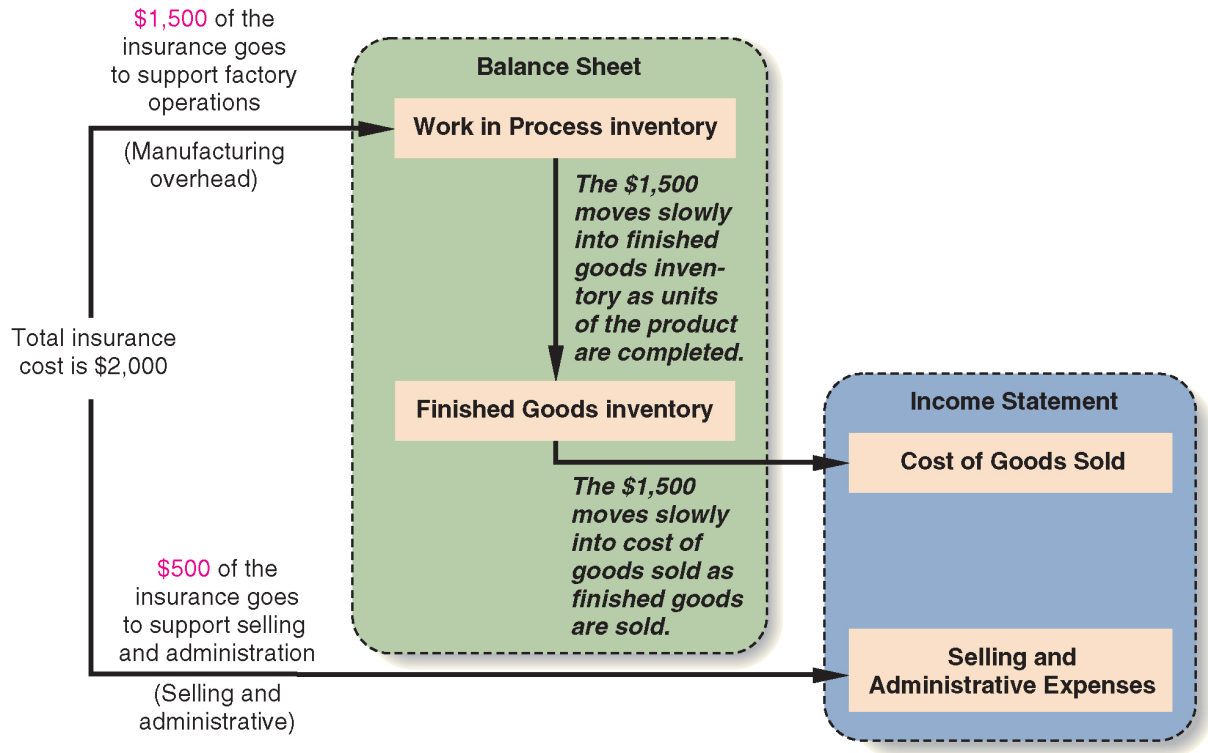 $1,500 of the
insurance goes
to support factory
operations
(Manufacturing
overhead)
Total insurance
cost is $2,000
$500 of the
insurance goes
to support selling
and administration
(Selling and
administrative)
Balance Sheet
Work in Process inventory
The $1,500
moves slowly
into finished
goods inven-
tory as units
of the product
are completed.
Finished Goods inventory
The $1,500
moves slowly
into cost of
goods sold as
finished goods
are sold.
Income Statement
Cost of Goods Sold
Selling and
Administrative Expenses